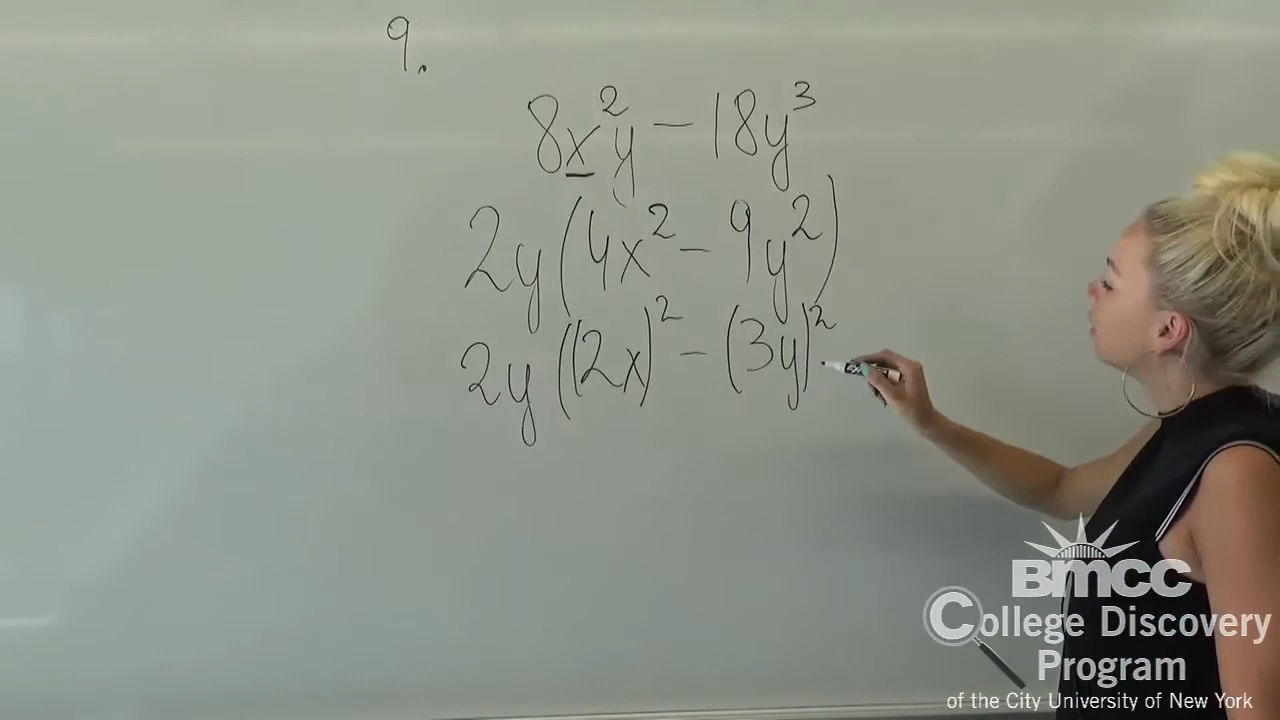 9.
8x²y − 18y³
2y(4x² − 9y²)
2y((2x)² − (3y)²
BMCC
College Discovery
Program
of the City University of New York